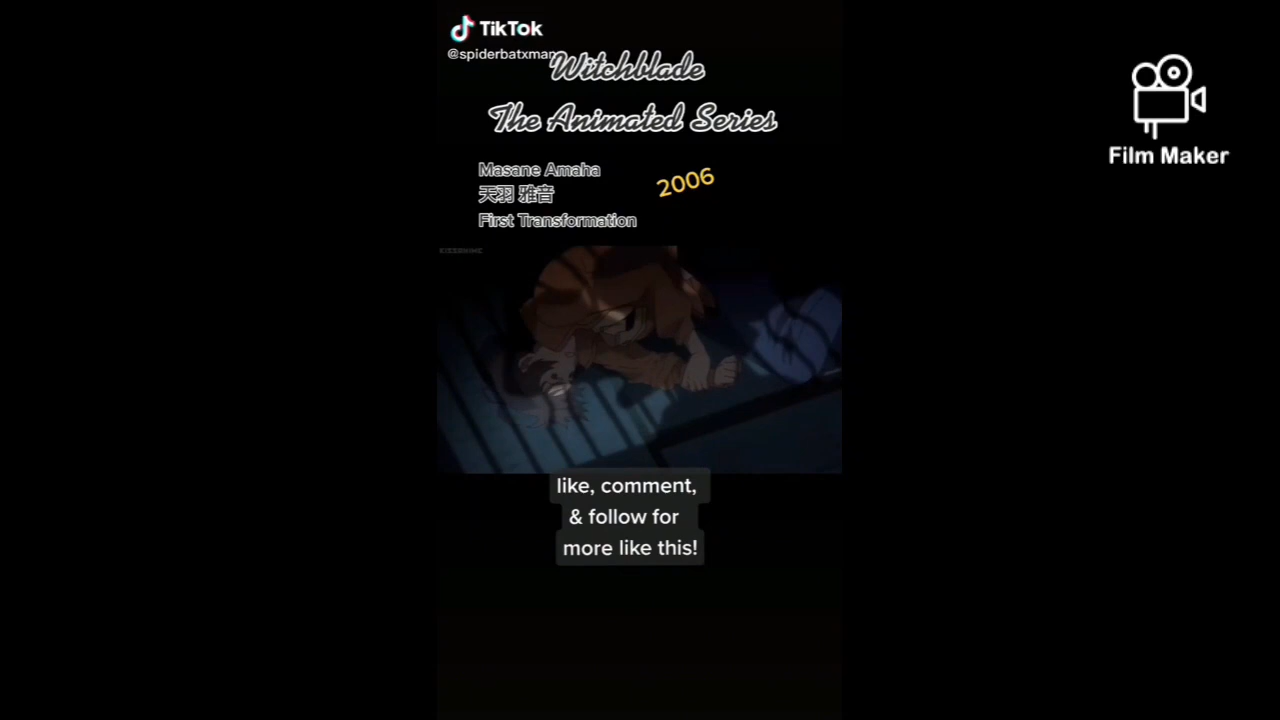 TikTok
@spiderbatxman
Witchblade
The Animated Series
Masane Amaha
天羽 雅音
First Transformation
2006
like, comment,
& follow for
more like this!
Film Maker